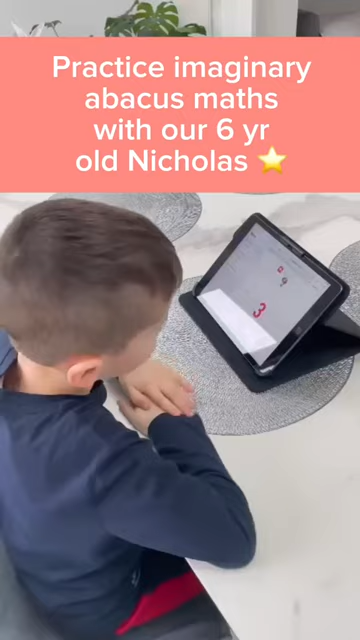 Practice imaginary
abacus maths
with our 6 yr
old Nicholas ⭐
3